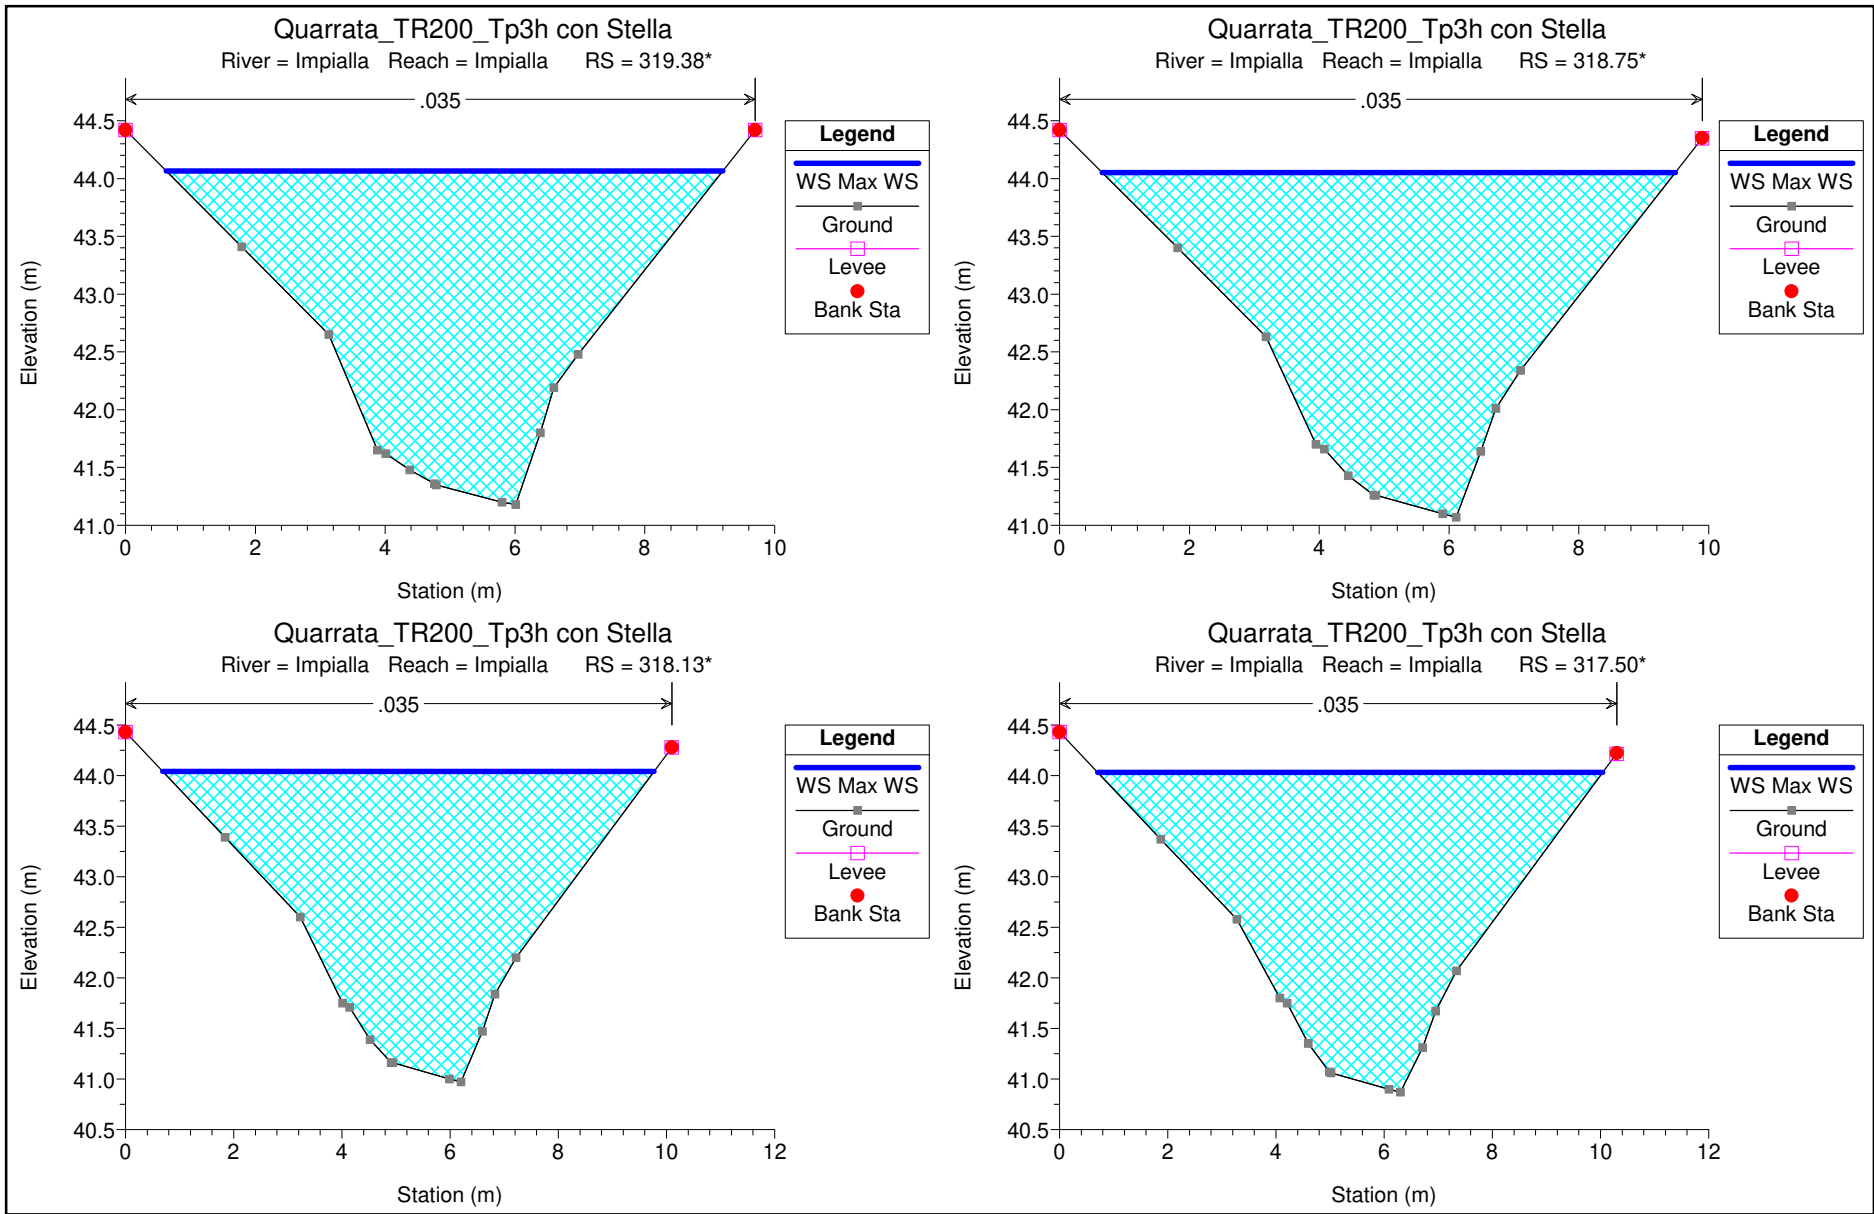 Quarrata_TR200_Tp3h con Stella
River = Impialla Reach = Impialla RS = 319.38*
.035
44.5
44.0
43.5
43.0
42.5
42.0
41.5
41.0
0 2 4 6 8 10
Elevation (m)
Station (m)
Legend
WS Max WS
Ground
Levee
Bank Sta
Quarrata_TR200_Tp3h con Stella
River = Impialla Reach = Impialla RS = 318.75*
.035
44.5
44.0
43.5
43.0
42.5
42.0
41.5
41.0
0 2 4 6 8 10
Elevation (m)
Station (m)
Legend
WS Max WS
Ground
Levee
Bank Sta
Quarrata_TR200_Tp3h con Stella
River = Impialla Reach = Impialla RS = 318.13*
.035
44.5
44.0
43.5
43.0
42.5
42.0
41.5
41.0
40.5
0 2 4 6 8 10 12
Elevation (m)
Station (m)
Legend
WS Max WS
Ground
Levee
Bank Sta
Quarrata_TR200_Tp3h con Stella
River = Impialla Reach = Impialla RS = 317.50*
.035
44.5
44.0
43.5
43.0
42.5
42.0
41.5
41.0
40.5
0 2 4 6 8 10 12
Elevation (m)
Station (m)
Legend
WS Max WS
Ground
Levee
Bank Sta